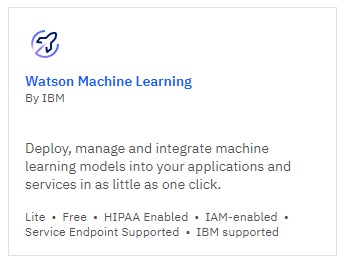 Watson Machine Learning
By IBM
Deploy, manage and integrate machine
learning models into your applications and
services in as little as one click.
Lite • Free • HIPAA Enabled • IAM-enabled •
Service Endpoint Supported • IBM supported